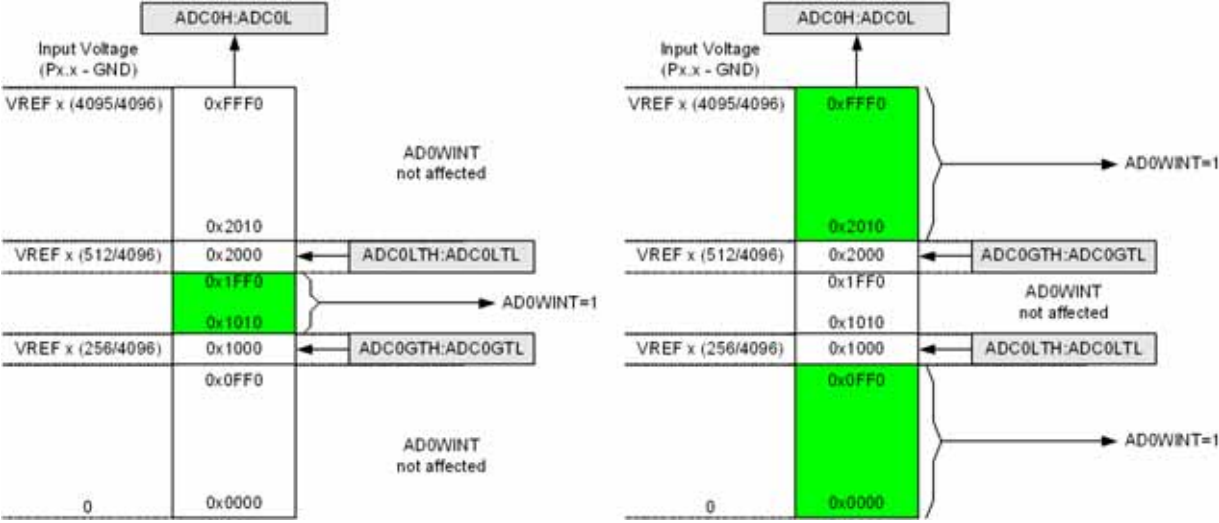 ADC0H:ADC0L
Input Voltage
(Px.x - GND)
VREF x (4095/4096)
0xFFF0
AD0WINT
not affected
0x2010
VREF x (512/4096)
0x2000
ADC0LTH:ADC0LTL
0x1FF0
AD0WINT=1
0x1010
VREF x (256/4096)
0x1000
ADC0GTH:ADC0GTL
0x0FF0
AD0WINT
not affected
0
0x0000
ADC0H:ADC0L
Input Voltage
(Px.x - GND)
VREF x (4095/4096)
0xFFF0
AD0WINT=1
0x2010
VREF x (512/4096)
0x2000
ADC0GTH:ADC0GTL
0x1FF0
AD0WINT
not affected
0x1010
VREF x (256/4096)
0x1000
ADC0LTH:ADC0LTL
0x0FF0
AD0WINT=1
0
0x0000